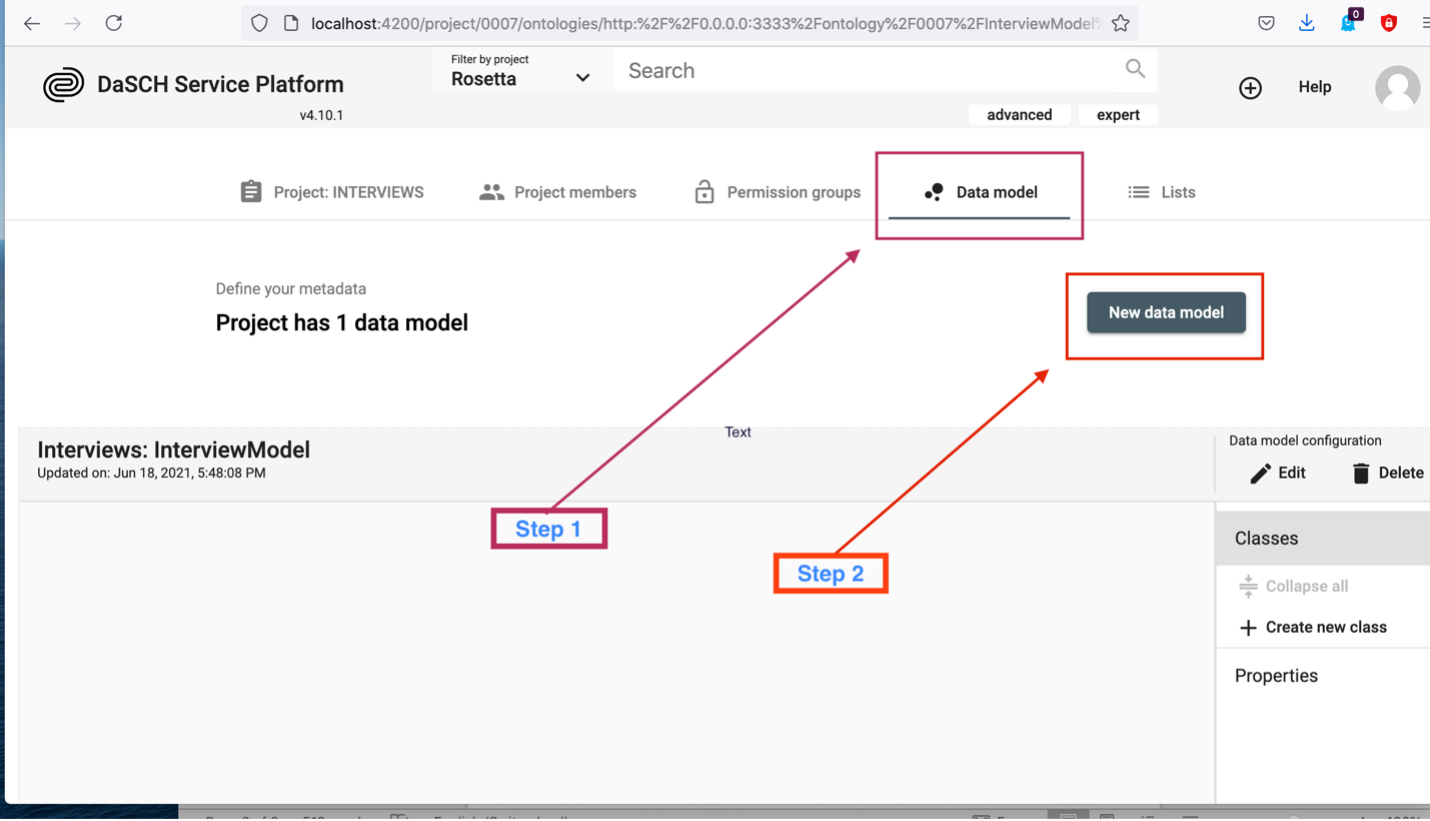 localhost:4200/project/0007/ontologies/http:%2F%2F0.0.0.0:3333%2Fontology%2F0007%2FInterviewModel%
0
DaSCH Service Platform
v4.10.1
Filter by project
Rosetta
Search
advanced
expert
Help
Project: INTERVIEWS
Project members
Permission groups
Data model
Lists
Define your metadata
Project has 1 data model
New data model
Text
Interviews: InterviewModel
Updated on: Jun 18, 2021, 5:48:08 PM
Data model configuration
Edit
Delete
Step 1
Step 2
Classes
Collapse all
Create new class
Properties